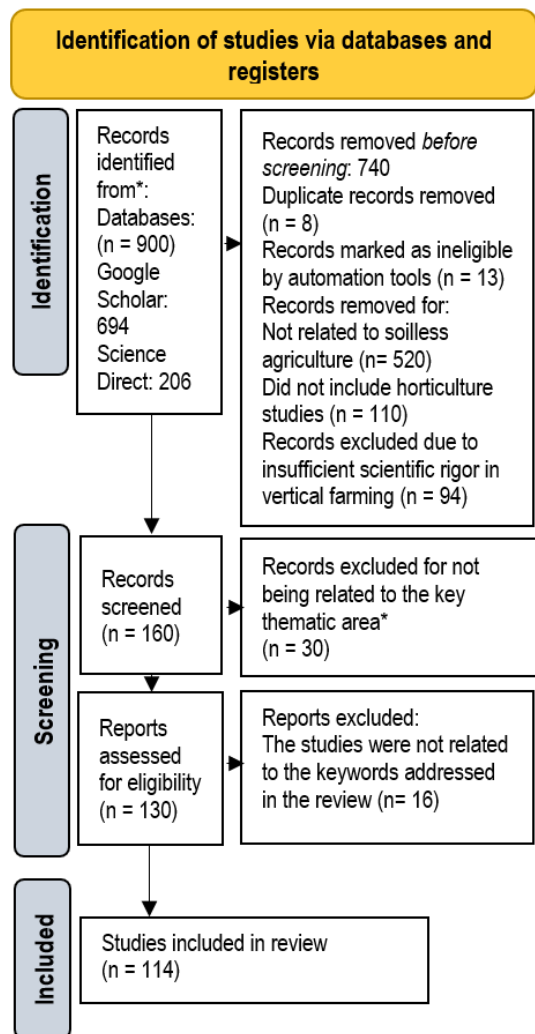 Identification of studies via databases and
registers
Identification
Records
identified
from*:
Databases:
(n = 900)
Google
Scholar:
694
Science
Direct: 206
Records removed before
screening: 740
Duplicate records removed
(n = 8)
Records marked as ineligible
by automation tools (n = 13)
Records removed for:
Not related to soilless
agriculture (n= 520)
Did not include horticulture
studies (n = 110)
Records excluded due to
insufficient scientific rigor in
vertical farming (n = 94)
Screening
Records
screened
(n = 160)
Records excluded for not
being related to the key
thematic area*
(n = 30)
Reports
assessed
for eligibility
(n = 130)
Reports excluded:
The studies were not related
to the keywords addressed
in the review (n= 16)
Included
Studies included in review
(n = 114)